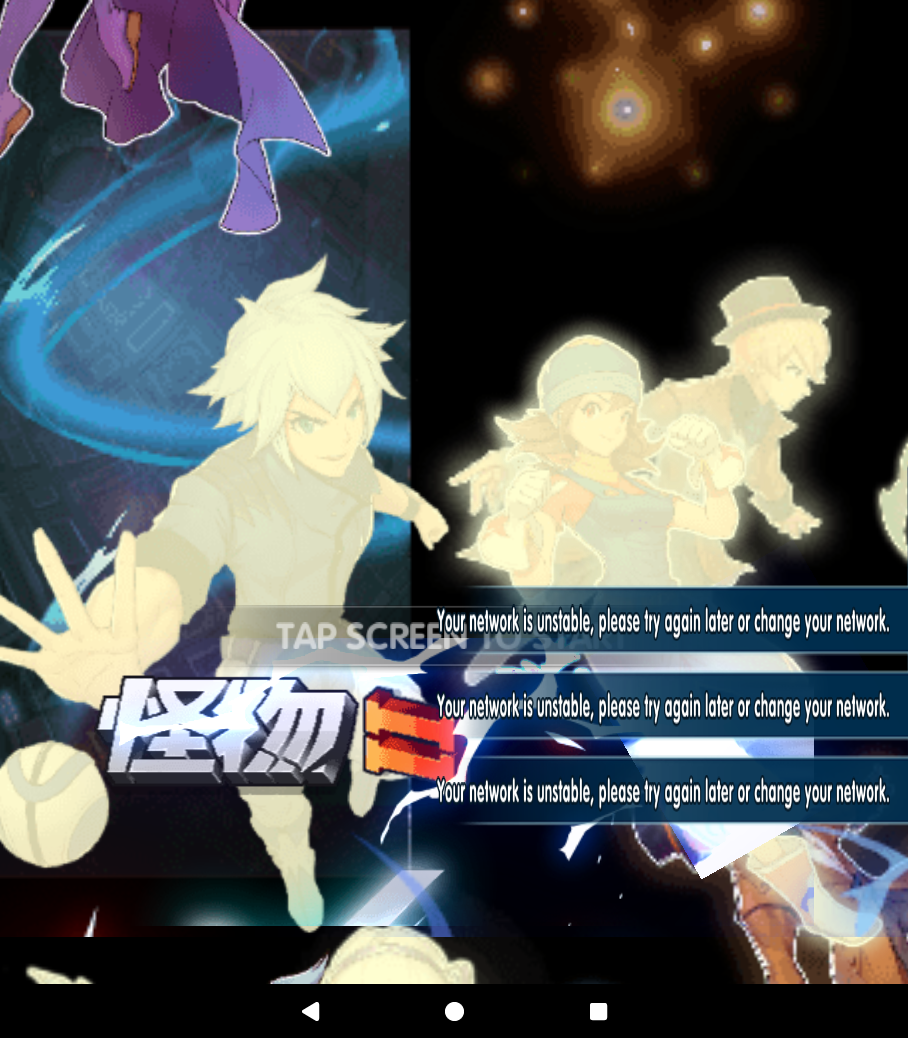 Your network is unstable, please try again later or change your network.
TAP SCREEN TO START
怪物
Your network is unstable, please try again later or change your network.
Your network is unstable, please try again later or change your network.